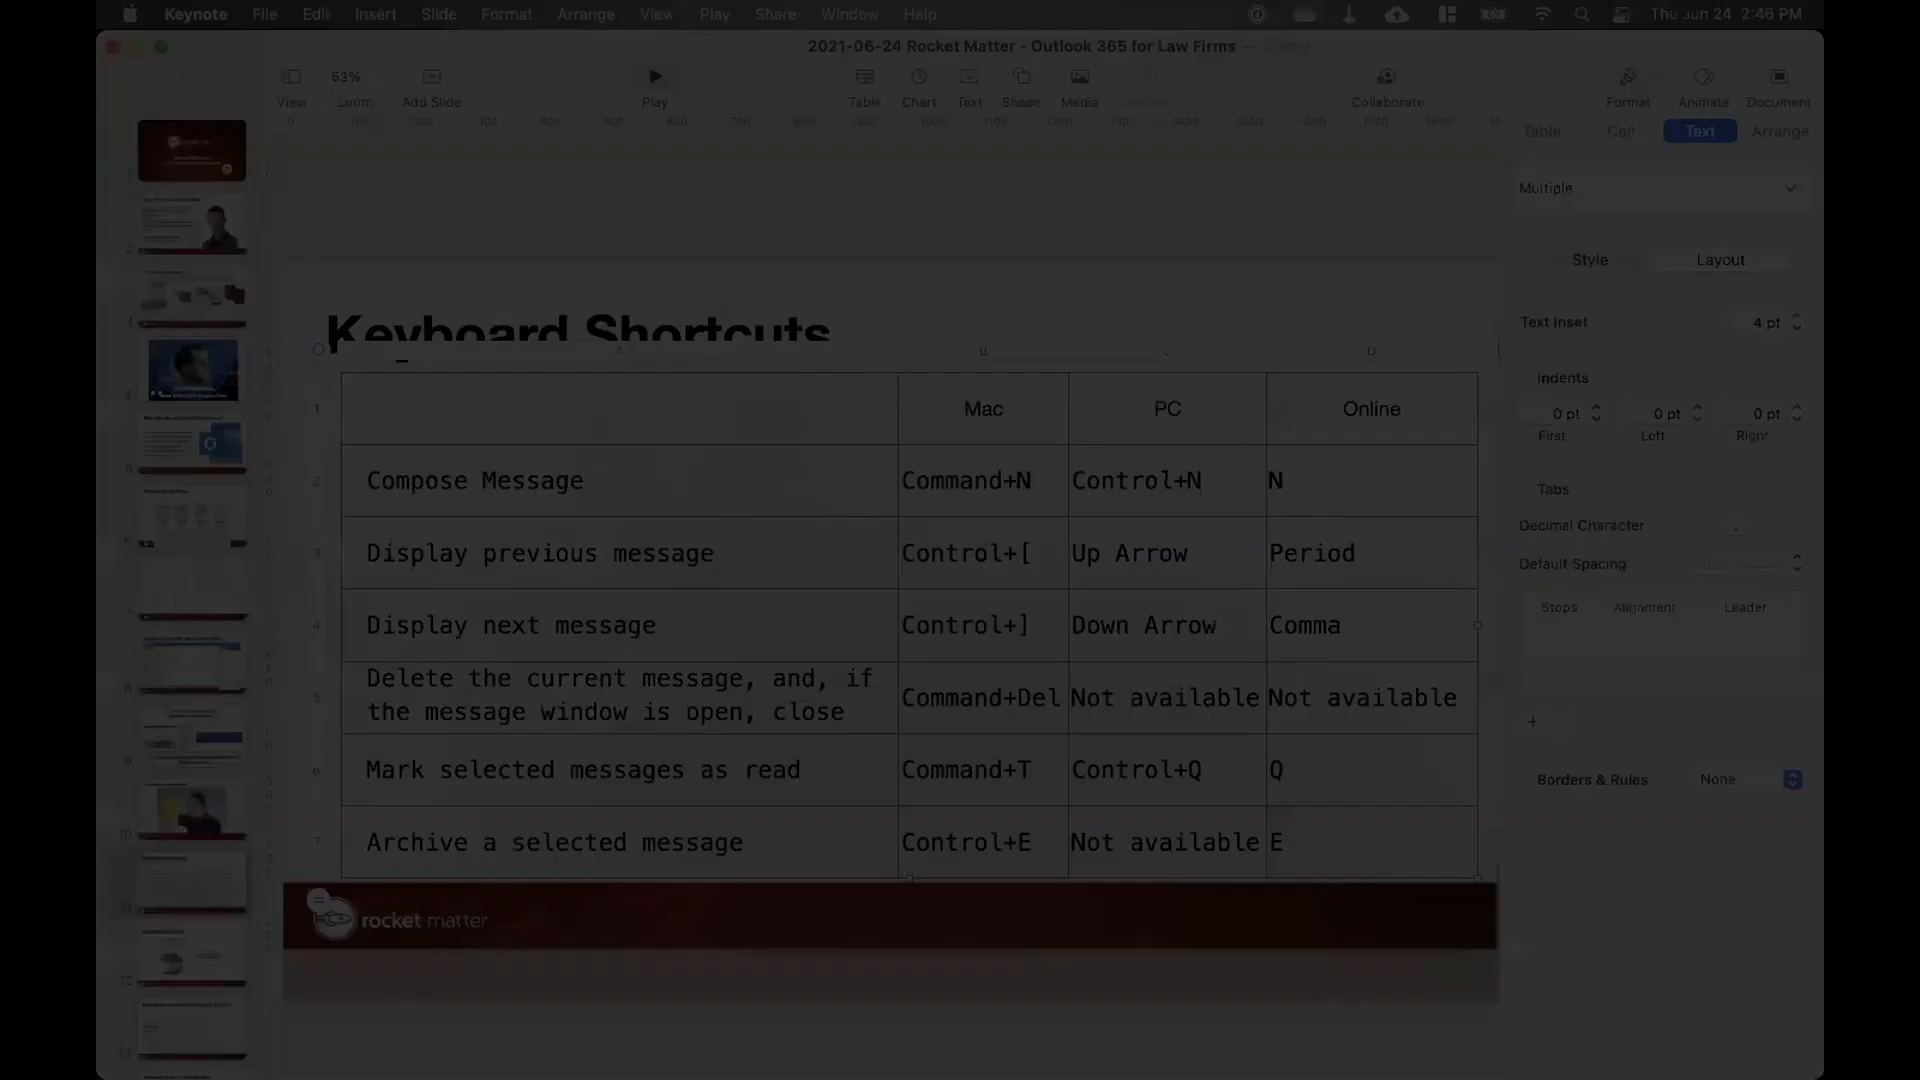 Keynote File Edit Insert Slide Format Arrange View Play Share Window Help Thu Jun 24 2:46 PM
2021-06-24 Rocket Matter - Outlook 365 for Law Firms — Edited
53%
View Zoom Add Slide Play Table Chart Text Shape Media Collaborate Format Animate Document
Table Cell Text Arrange
Multiple
Style Layout
Text Inset 4 pt
Indents
0 pt 0 pt 0 pt
First Left Right
Tabs
Decimal Character .
Default Spacing
Stops Alignment Leader
+
Borders & Rules None
Keyboard Shortcuts
Mac PC Online
Compose Message Command+N Control+N N
Display previous message Control+[ Up Arrow Period
Display next message Control+] Down Arrow Comma
Delete the current message, and, if
the message window is open, close Command+Del Not available Not available
Mark selected messages as read Command+T Control+Q Q
Archive a selected message Control+E Not available E
rocket matter